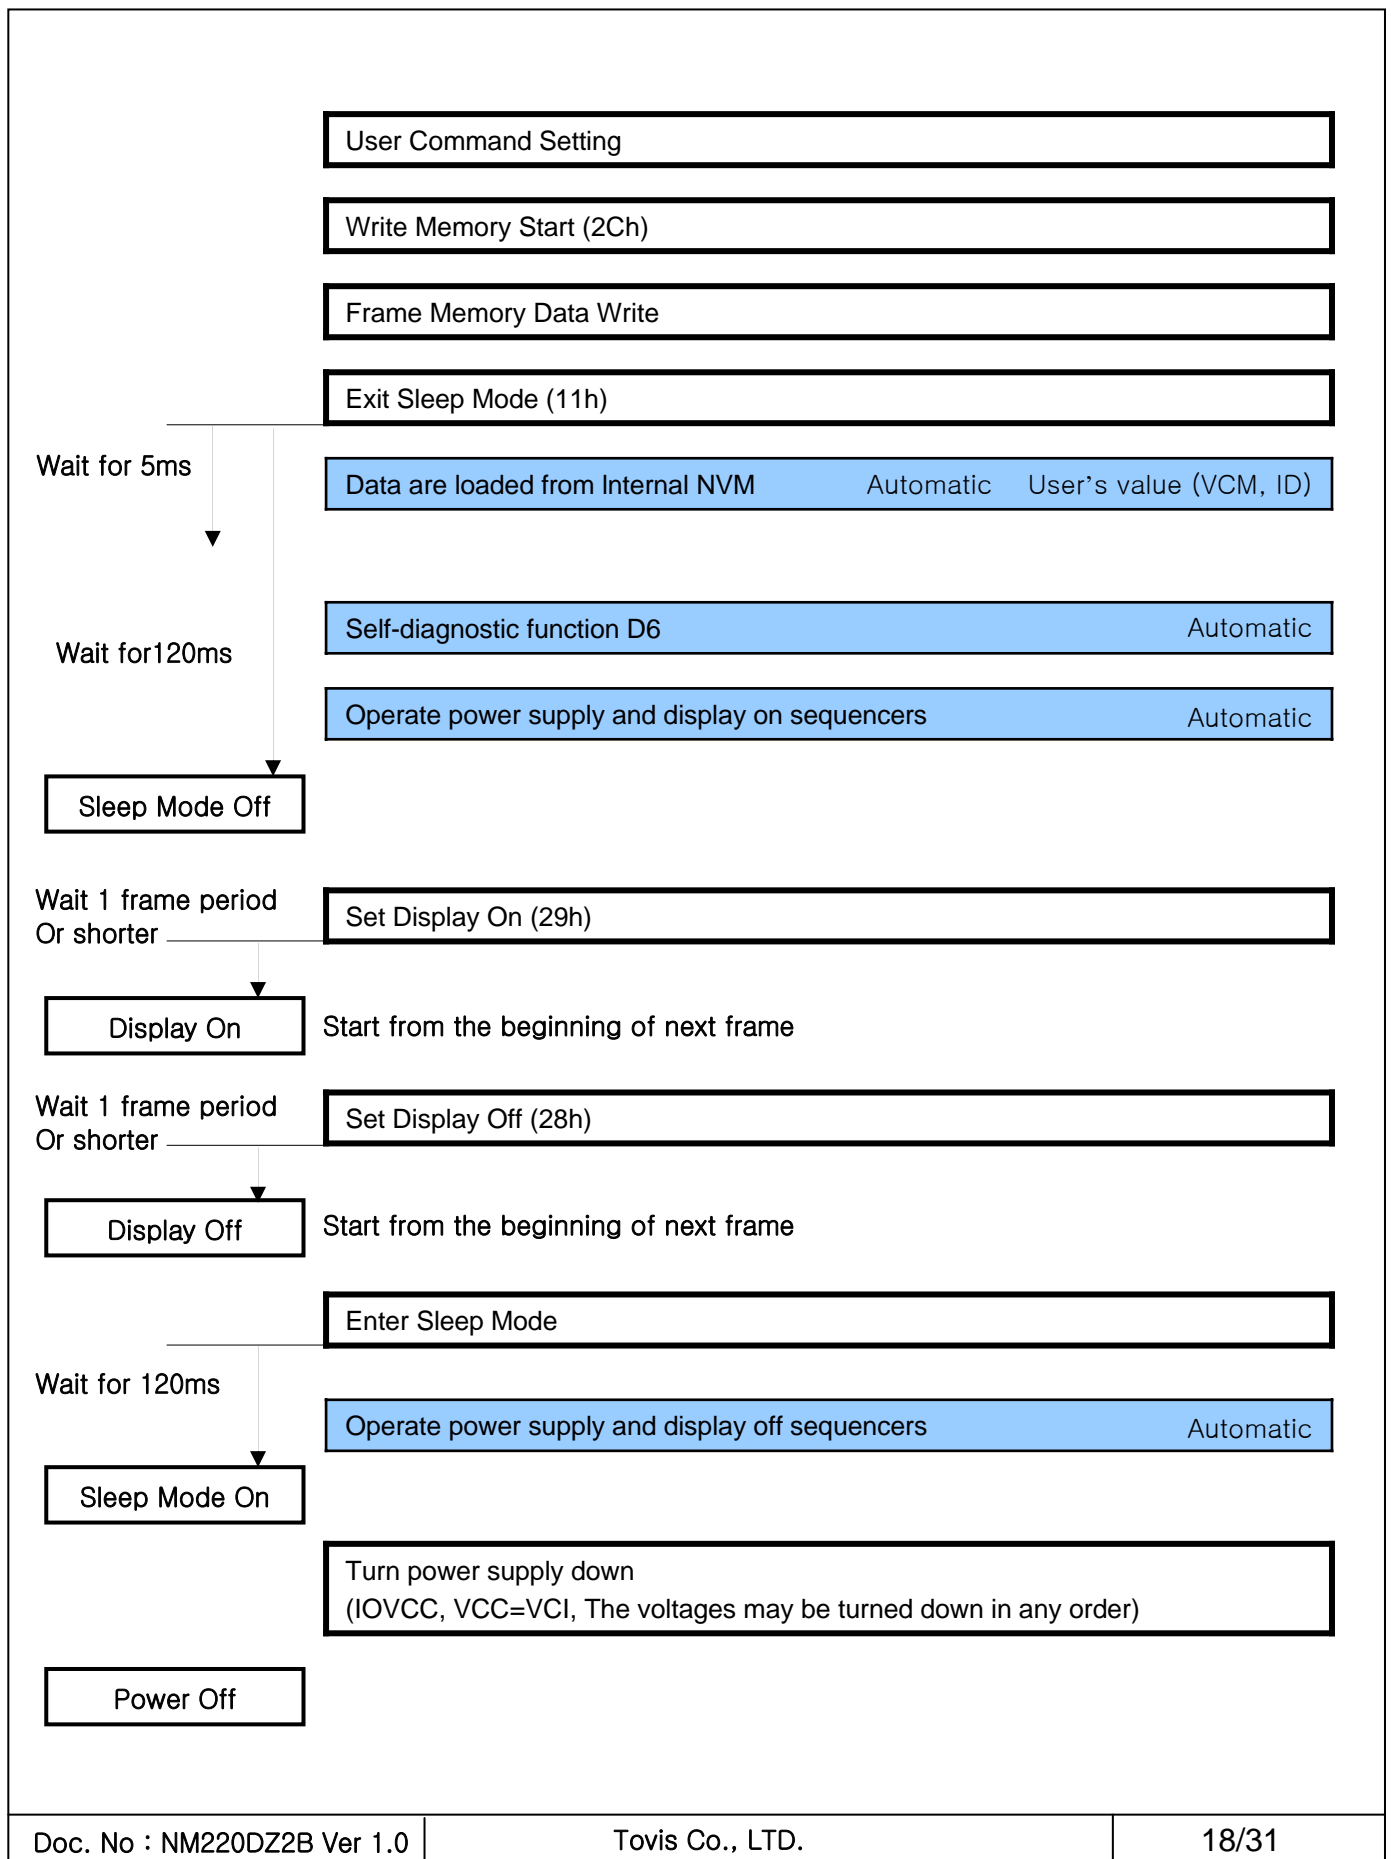 User Command Setting
Write Memory Start (2Ch)
Frame Memory Data Write
Exit Sleep Mode (11h)
Wait for 5ms
Data are loaded from Internal NVM Automatic User's value (VCM, ID)
Self-diagnostic function D6 Automatic
Wait for120ms
Operate power supply and display on sequencers Automatic
Sleep Mode Off
Wait 1 frame period
Or shorter
Set Display On (29h)
Display On Start from the beginning of next frame
Wait 1 frame period
Or shorter
Set Display Off (28h)
Display Off Start from the beginning of next frame
Enter Sleep Mode
Wait for 120ms
Operate power supply and display off sequencers Automatic
Sleep Mode On
Turn power supply down
(IOVCC, VCC=VCI, The voltages may be turned down in any order)
Power Off
Doc. No : NM220DZ2B Ver 1.0 Tovis Co., LTD. 18/31